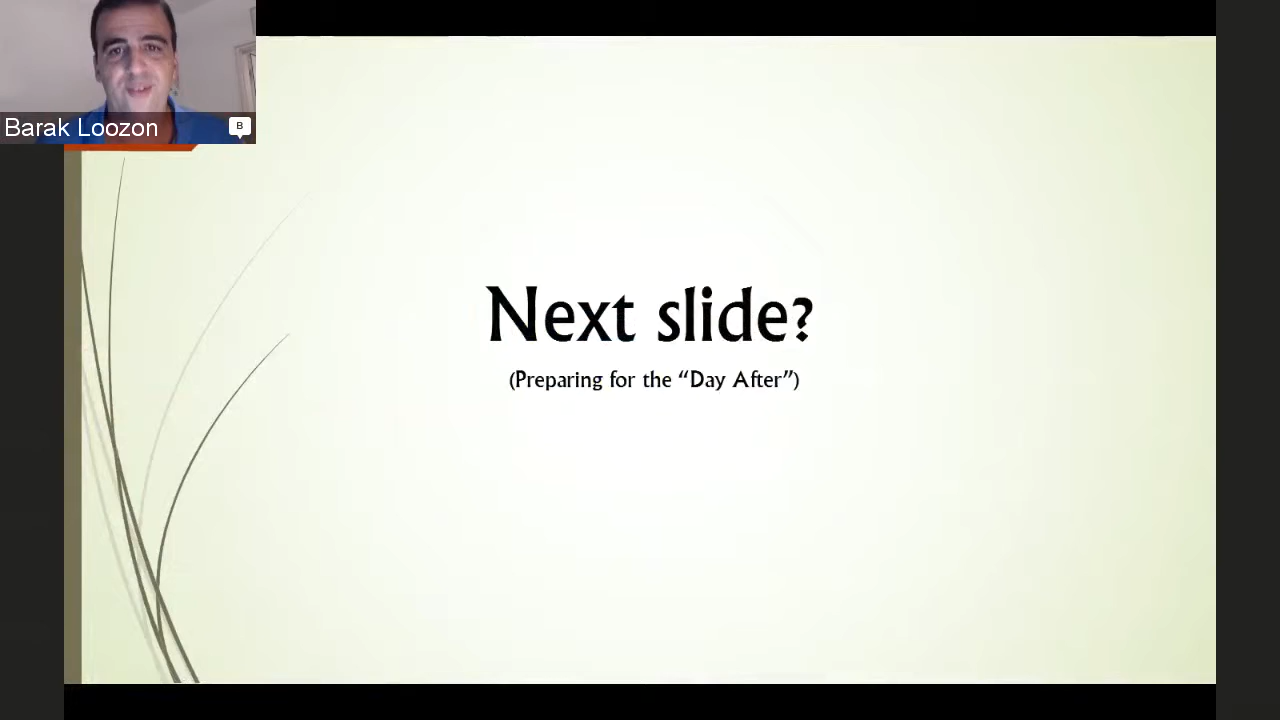 Barak Loozon
B
Next slide?
(Preparing for the “Day After”)